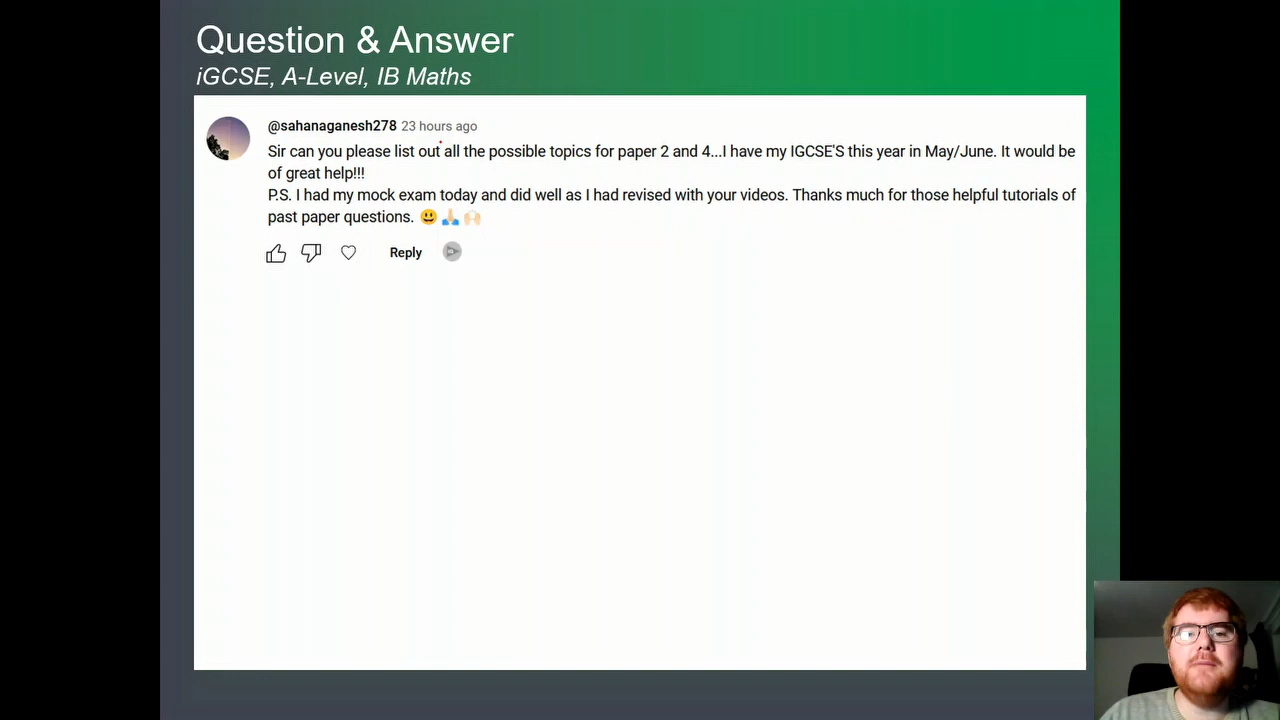 Question & Answer
iGCSE, A-Level, IB Maths
@sahanaganesh278 23 hours ago
Sir can you please list out all the possible topics for paper 2 and 4...I have my IGCSE'S this year in May/June. It would be
of great help!!!
P.S. I had my mock exam today and did well as I had revised with your videos. Thanks much for those helpful tutorials of
past paper questions. 😃🙏🏻🙌🏻
Reply